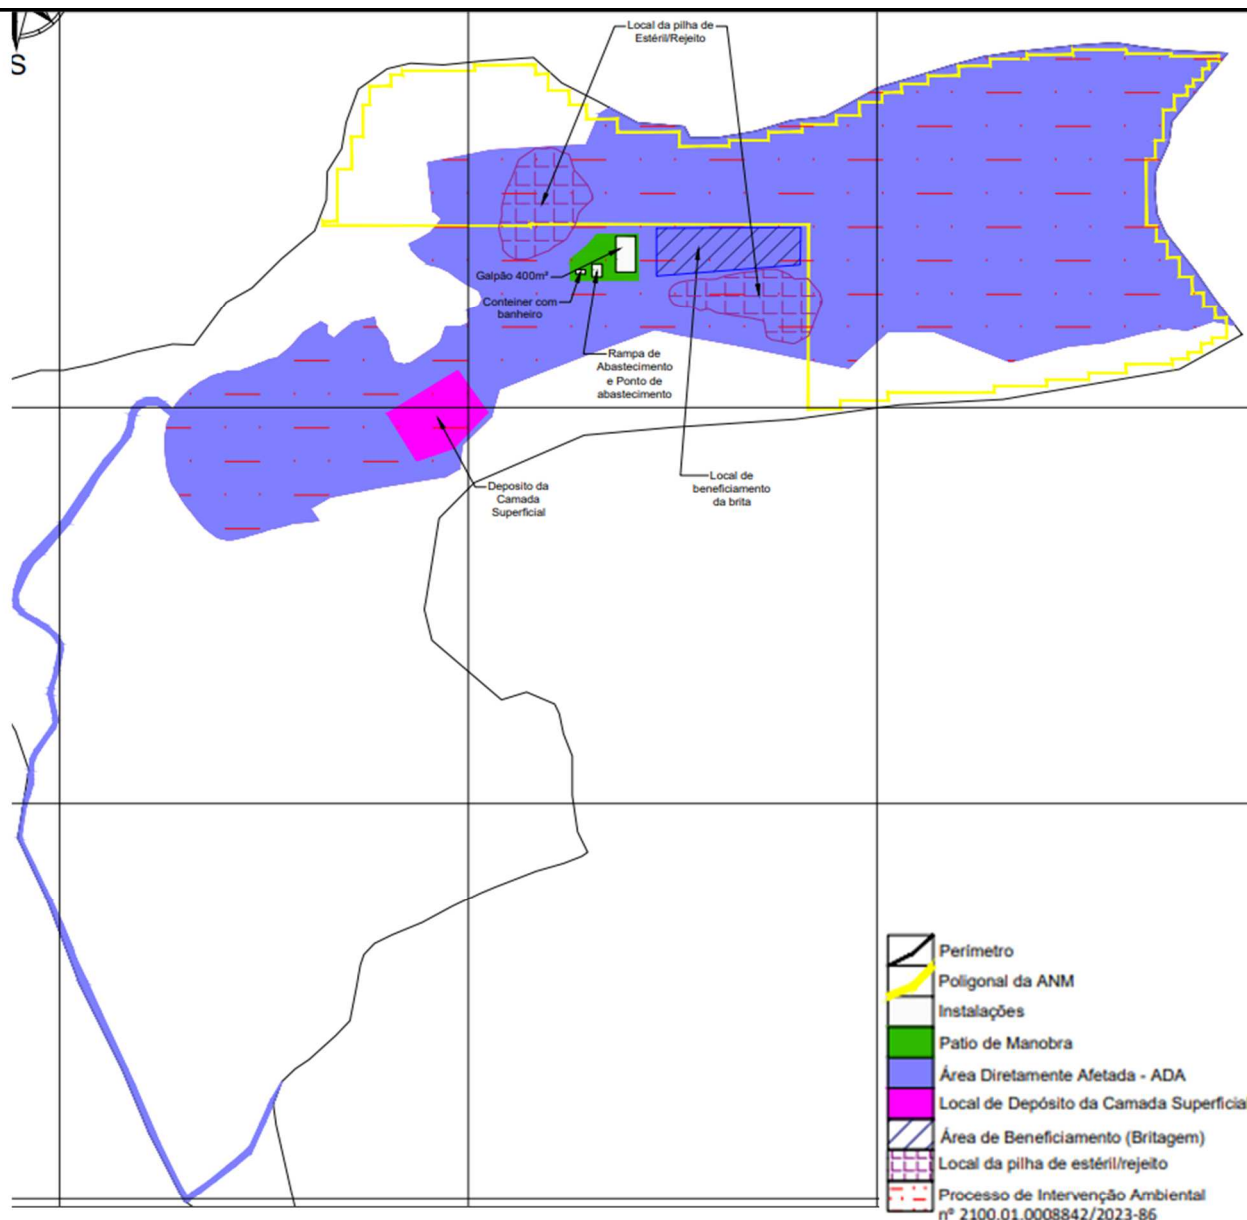 S
Local da pilha de
Estéril/Rejeito
Galpão 400m²
Conteiner com
banheiro
Rampa de
Abastecimento
e Ponto de
abastecimento
Local de
beneficiamento
da brita
Deposito da
Camada
Superficial
Perímetro
Poligonal da ANM
Instalações
Patio de Manobra
Área Diretamente Afetada - ADA
Local de Depósito da Camada Superficial
Área de Beneficiamento (Britagem)
Local da pilha de estéril/rejeito
Processo de Intervenção Ambiental
nº 2100.01.0008842/2023-86